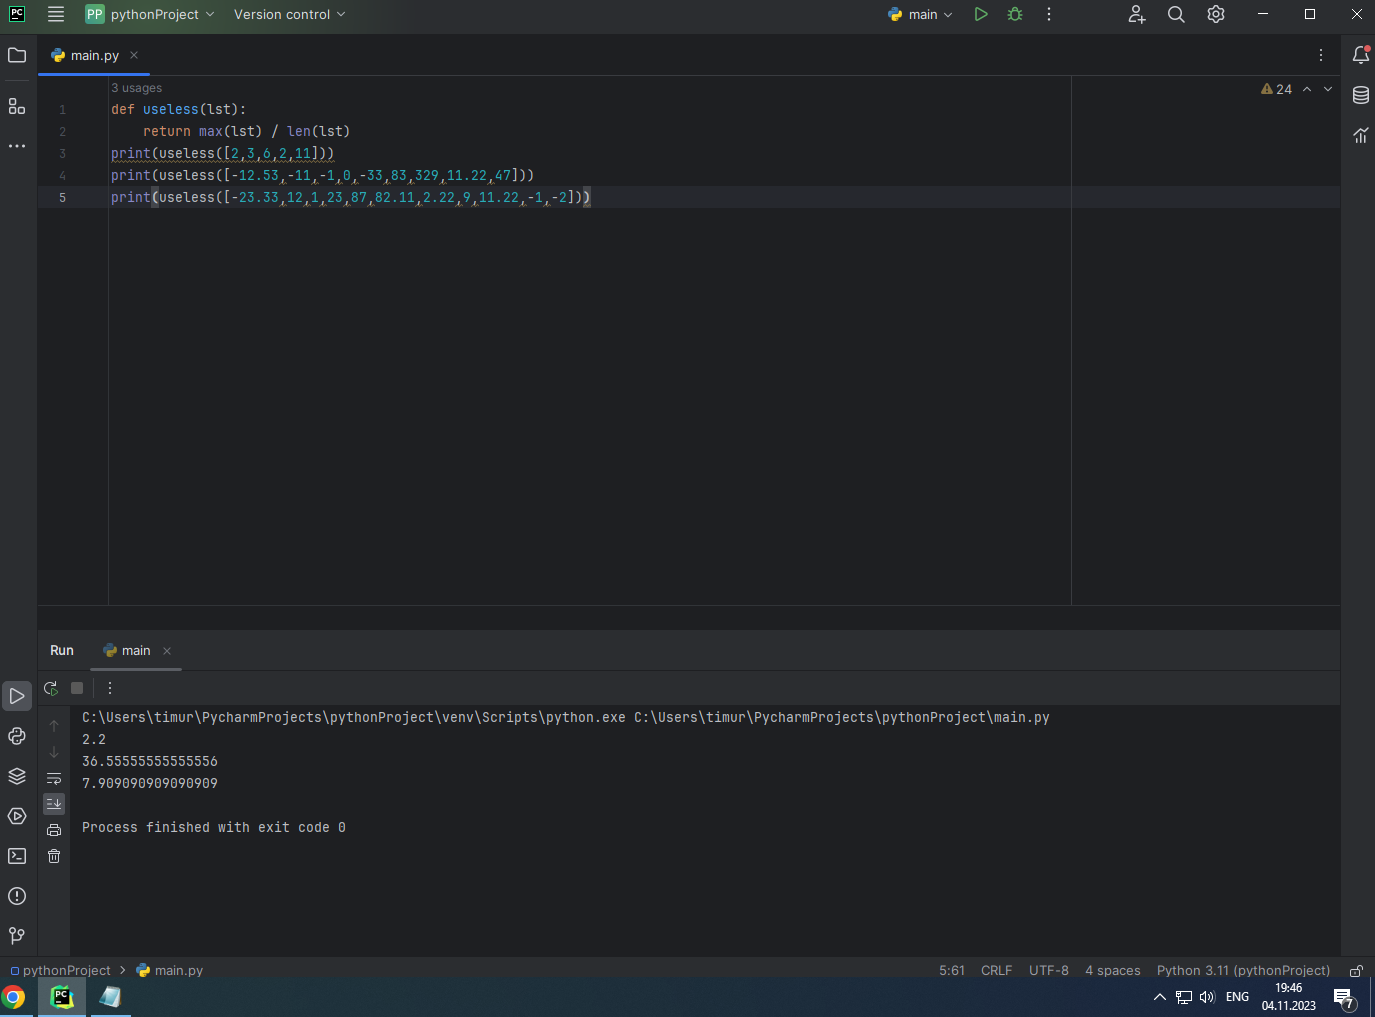 PC PP pythonProject Version control main
main.py
3 usages
24
1 def useless(lst):
2 return max(lst) / len(lst)
3 print(useless([2,3,6,2,11]))
4 print(useless([-12.53,-11,-1,0,-33,83,329,11.22,47]))
5 print(useless([-23.33,12,1,23,87,82.11,2.22,9,11.22,-1,-2]))
Run main
C:\Users\timur\PycharmProjects\pythonProject\venv\Scripts\python.exe C:\Users\timur\PycharmProjects\pythonProject\main.py
2.2
36.55555555555556
7.909090909090909
Process finished with exit code 0
pythonProject main.py 5:61 CRLF UTF-8 4 spaces Python 3.11 (pythonProject)
PC ENG 19:46
04.11.2023 7